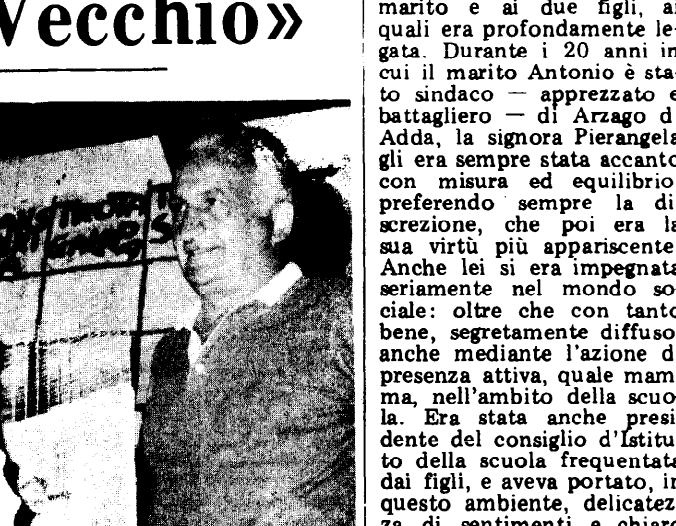 Vecchio»
marito e ai due figli, ai
quali era profondamente le-
gata. Durante i 20 anni in
cui il marito Antonio è sta-
to sindaco — apprezzato e
battagliero — di Arzago d'
Adda, la signora Pierangela
gli era sempre stata accanto
con misura ed equilibrio
preferendo sempre la di
screzione, che poi era la
sua virtù più appariscente
Anche lei si era impegnata
seriamente nel mondo so-
ciale: oltre che con tanto
bene, segretamente diffuso
anche mediante l'azione di
presenza attiva, quale mam
ma, nell'ambito della scuo-
la. Era stata anche presi
dente del consiglio d'Istitu
to della scuola frequentata
dai figli, e aveva portato, in
questo ambiente, delicatez
za di sentimenti e chiare